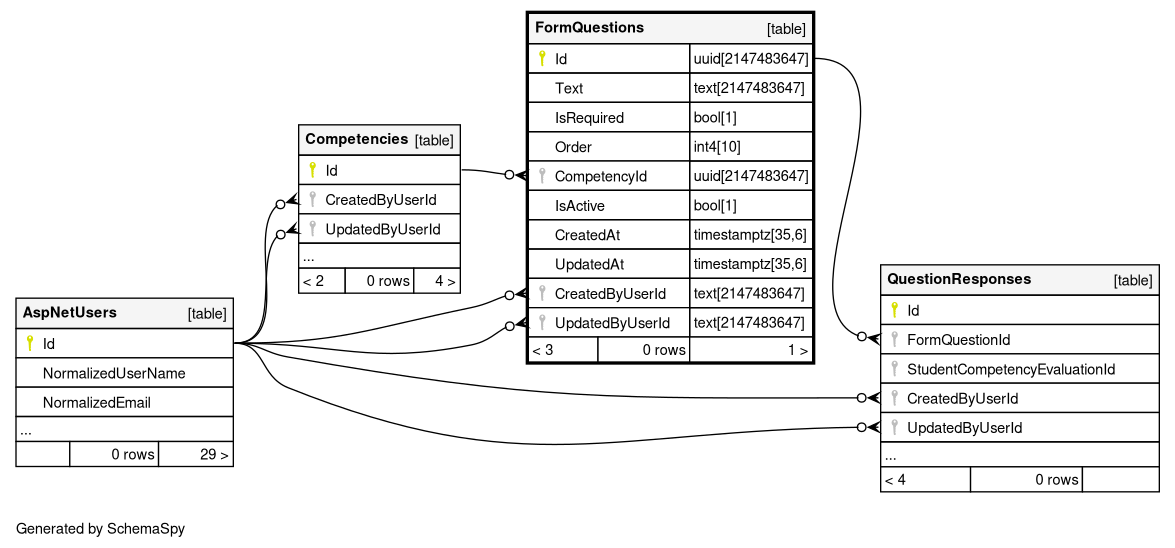 FormQuestions [table]
Id uuid[2147483647]
Text text[2147483647]
IsRequired bool[1]
Order int4[10]
CompetencyId uuid[2147483647]
IsActive bool[1]
CreatedAt timestamptz[35,6]
UpdatedAt timestamptz[35,6]
CreatedByUserId text[2147483647]
UpdatedByUserId text[2147483647]
< 3 0 rows 1 >
Competencies [table]
Id
CreatedByUserId
UpdatedByUserId
...
< 2 0 rows 4 >
AspNetUsers [table]
Id
NormalizedUserName
NormalizedEmail
...
0 rows 29 >
QuestionResponses [table]
Id
FormQuestionId
StudentCompetencyEvaluationId
CreatedByUserId
UpdatedByUserId
...
< 4 0 rows
Generated by SchemaSpy